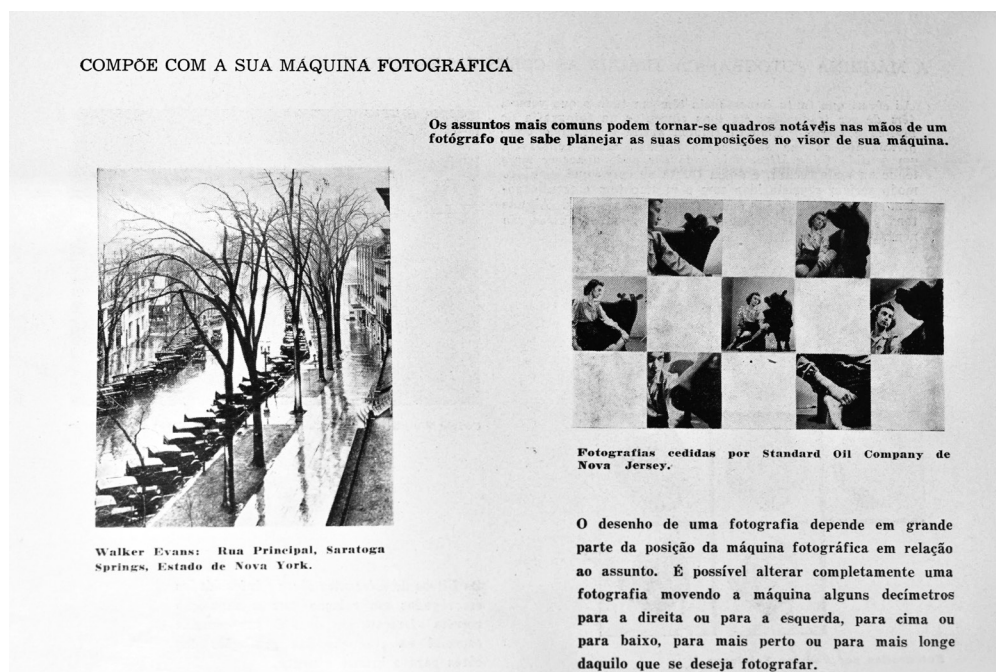 COMPÕE COM A SUA MÁQUINA FOTOGRÁFICA
Os assuntos mais comuns podem tornar-se quadros notáveis nas mãos de um
fotógrafo que sabe planejar as suas composições no visor de sua máquina.
Walker Evans: Rua Principal, Saratoga
Springs, Estado de Nova York.
Fotografias cedidas por Standard Oil Company de
Nova Jersey.
O desenho de uma fotografia depende em grande
parte da posição da máquina fotográfica em relação
ao assunto. É possível alterar completamente uma
fotografia movendo a máquina alguns decímetros
para a direita ou para a esquerda, para cima ou
para baixo, para mais perto ou para mais longe
daquilo que se deseja fotografar.